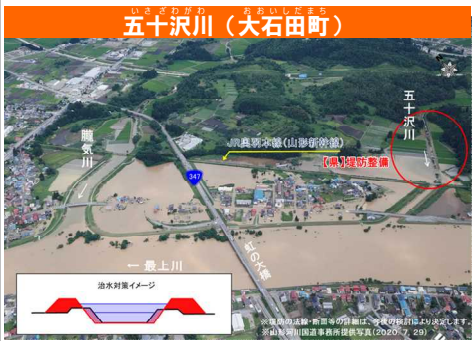 いさざわがわ　おおいしだまち
五十沢川（大石田町）
五十沢川
朧気川
JR奥羽本線(山形新幹線)
【県】堤防整備
347
虹の大橋
← 最上川
治水対策イメージ
※堤防の法線・断面等の詳細は、今後の検討により決定します。
※山形河川国道事務所提供写真(2020.7.29)